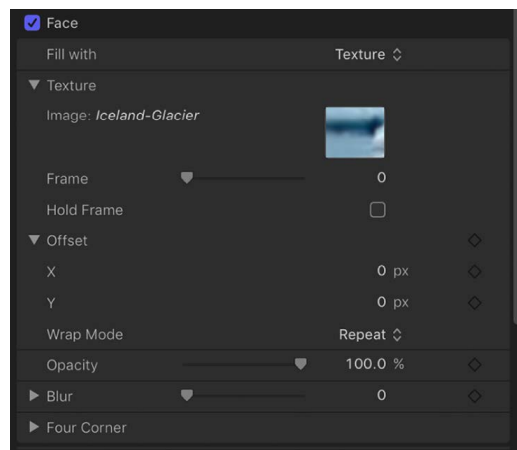 Face
Fill with Texture
Texture
Image: Iceland-Glacier
Frame 0
Hold Frame
Offset
X 0 px
Y 0 px
Wrap Mode Repeat
Opacity 100.0 %
Blur 0
Four Corner